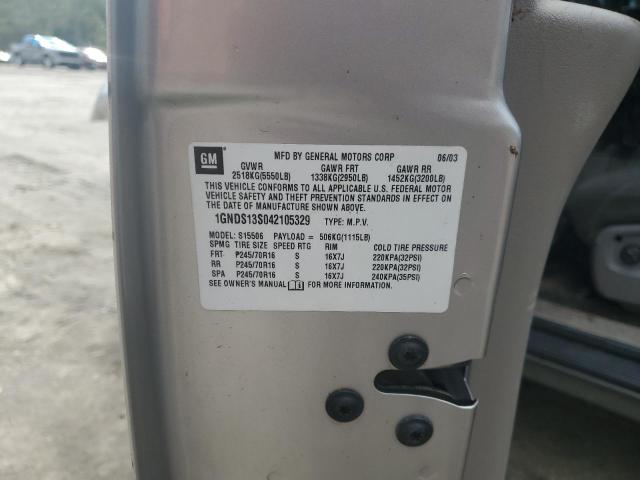 GM MFD BY GENERAL MOTORS CORP 06/03
GVWR GAWR FRT GAWR RR
2518KG(5550LB) 1338KG(2950LB) 1452KG(3200LB)
THIS VEHICLE CONFORMS TO ALL APPLICABLE U.S. FEDERAL MOTOR
VEHICLE SAFETY AND THEFT PREVENTION STANDARDS IN EFFECT ON
THE DATE OF MANUFACTURE SHOWN ABOVE.
1GNDS13S042105329 TYPE: M.P.V.
MODEL: S15506 PAYLOAD = 506KG(1115LB)
SPMG TIRE SIZE SPEED RTG RIM COLD TIRE PRESSURE
FRT P245/70R16 S 16X7J 220KPA(32PSI)
RR P245/70R16 S 16X7J 220KPA(32PSI)
SPA P245/70R16 S 16X7J 240KPA(35PSI)
SEE OWNER'S MANUAL FOR MORE INFORMATION.